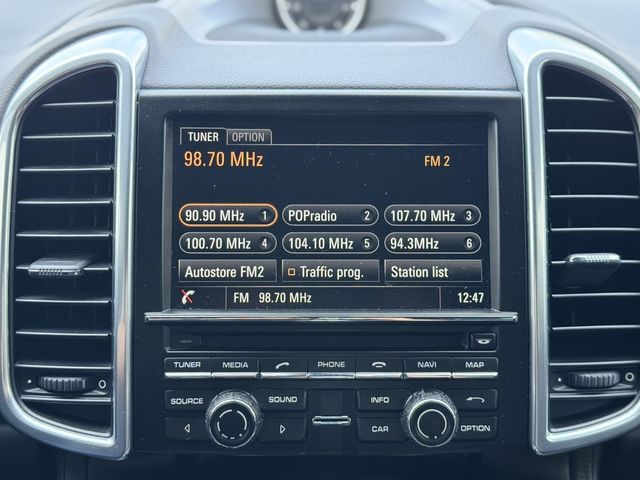 TUNER OPTION
98.70 MHz FM 2
90.90 MHz 1 POPradio 2 107.70 MHz 3
100.70 MHz 4 104.10 MHz 5 94.3MHz 6
Autostore FM2 Traffic prog. Station list
FM 98.70 MHz 12:47
TUNER MEDIA PHONE NAVI MAP
SOURCE SOUND INFO
CAR OPTION